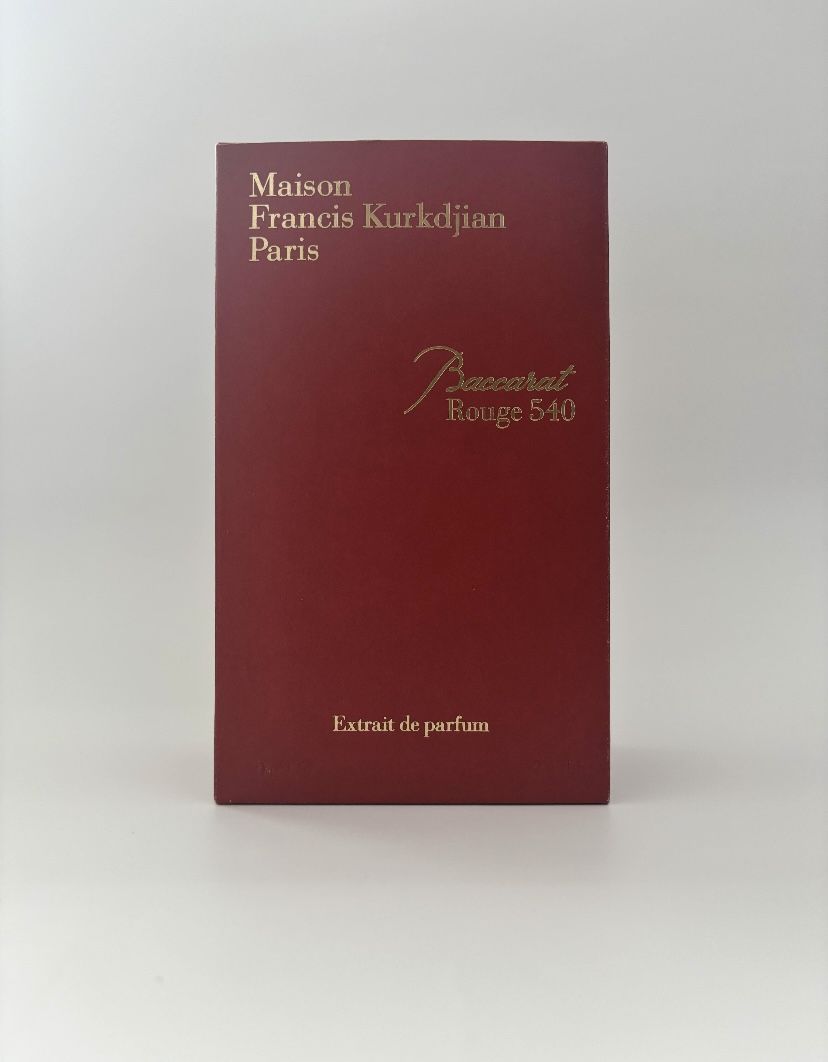 Maison
Francis Kurkdjian
Paris
Baccarat
Rouge 540
Extrait de parfum